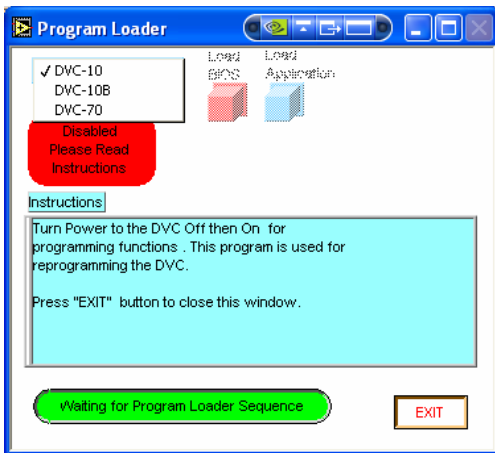 Program Loader
✓ DVC-10
DVC-10B
DVC-70
Load BIOS
Load Application
Disabled
Please Read
Instructions
Instructions
Turn Power to the DVC Off then On for
programming functions . This program is used for
reprogramming the DVC.
Press "EXIT" button to close this window.
Waiting for Program Loader Sequence
EXIT